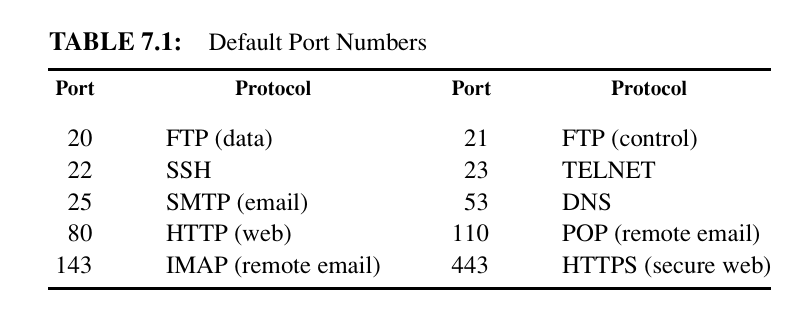 TABLE 7.1: Default Port Numbers
Port Protocol Port Protocol
20 FTP (data) 21 FTP (control)
22 SSH 23 TELNET
25 SMTP (email) 53 DNS
80 HTTP (web) 110 POP (remote email)
143 IMAP (remote email) 443 HTTPS (secure web)